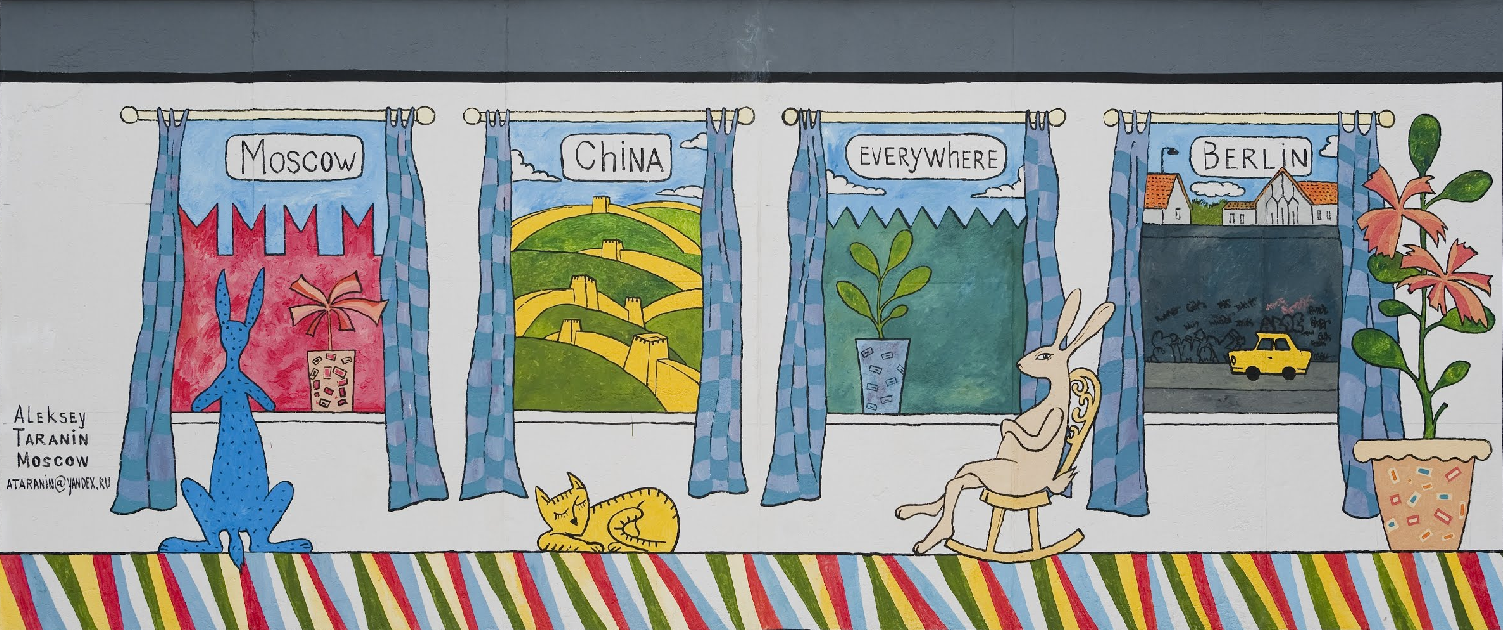 Moscow
CHiNA
EVERYWHERE
BERLiN
ALEKSEY
TARANiN
Moscow
ATARANiN@YANDEX.RU